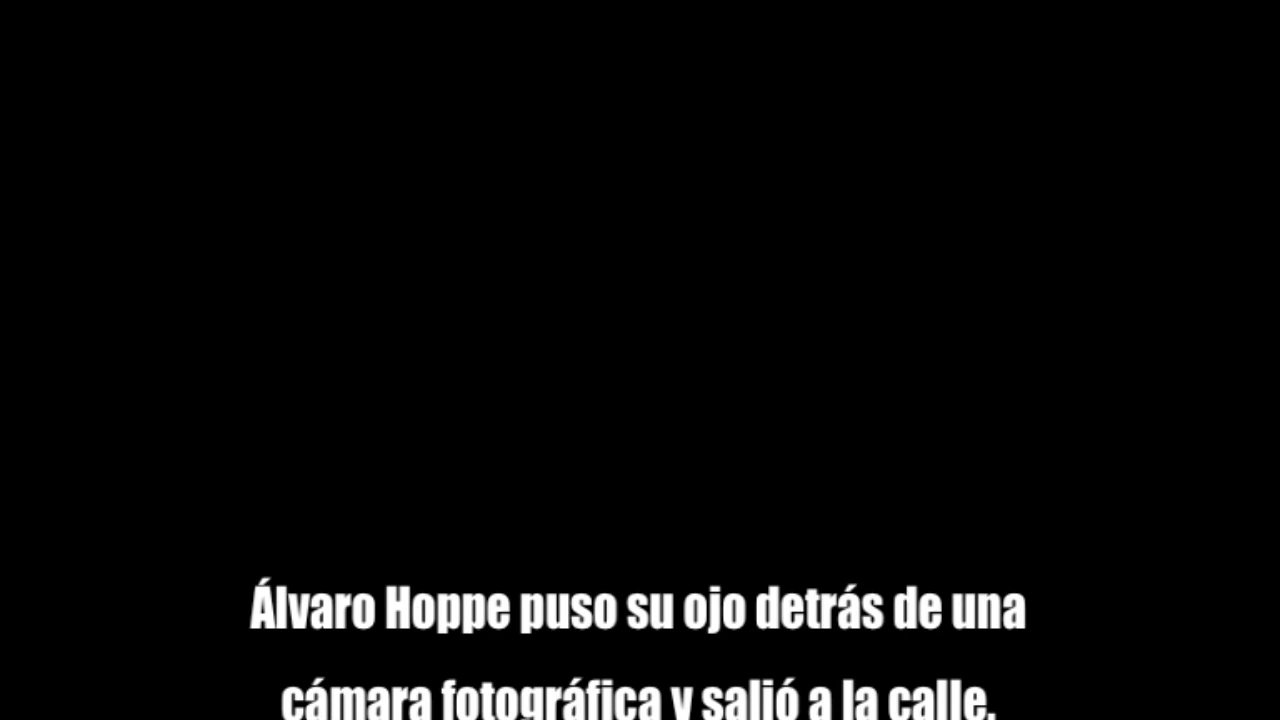 Álvaro Hoppe puso su ojo detrás de una
cámara fotográfica y salió a la calle.